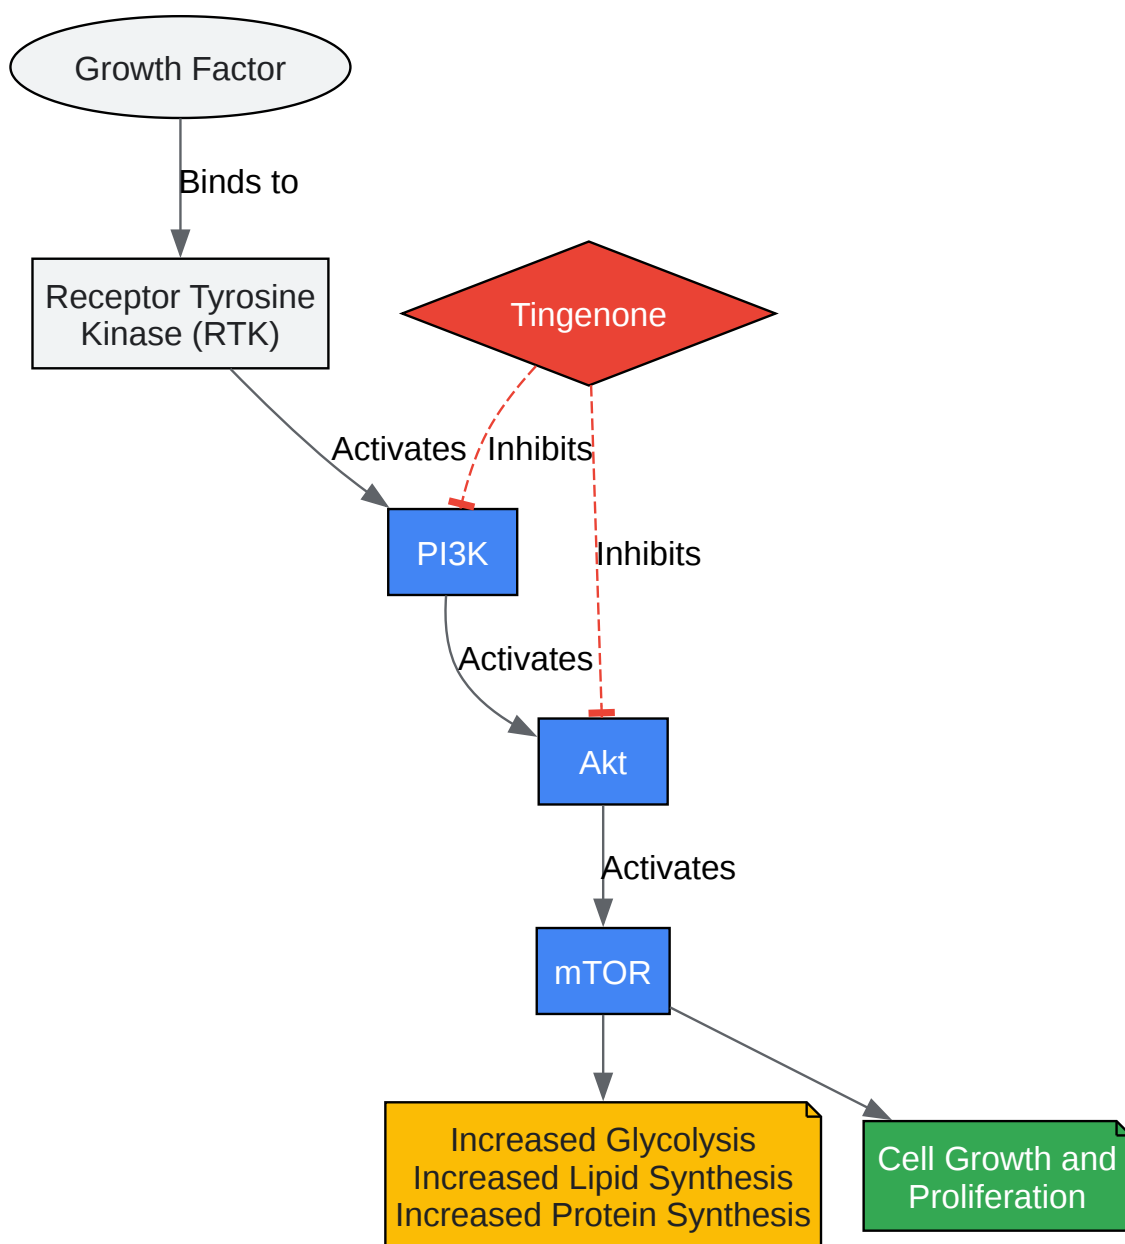 Growth Factor
Binds to
Receptor Tyrosine
Kinase (RTK)
Tingenone
Activates
Inhibits
PI3K
Inhibits
Activates
Akt
Activates
mTOR
Increased Glycolysis
Increased Lipid Synthesis
Increased Protein Synthesis
Cell Growth and
Proliferation